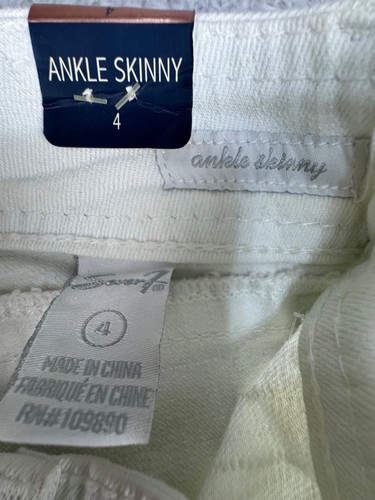 ANKLE SKINNY
4
ankle skinny
4
MADE IN CHINA
FABRIQUÉ EN CHINE
RN#109890